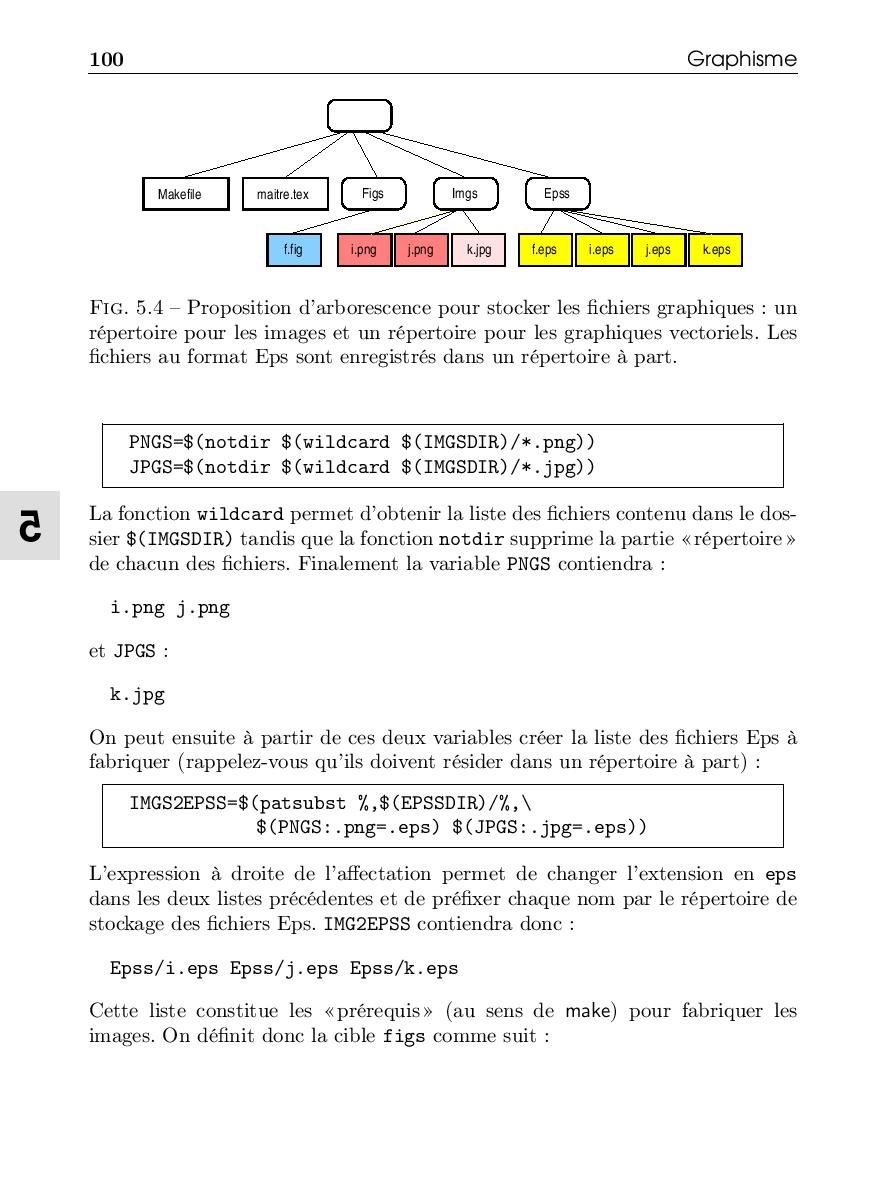 100 Graphisme
Makefile maitre.tex Figs Imgs Epss
f.fig i.png j.png k.jpg f.eps i.eps j.eps k.eps
Fig. 5.4 – Proposition d'arborescence pour stocker les fichiers graphiques : un
répertoire pour les images et un répertoire pour les graphiques vectoriels. Les
fichiers au format Eps sont enregistrés dans un répertoire à part.
PNGS=$(notdir $(wildcard $(IMGSDIR)/*.png))
JPGS=$(notdir $(wildcard $(IMGSDIR)/*.jpg))
5
La fonction wildcard permet d'obtenir la liste des fichiers contenu dans le dos-
sier $(IMGSDIR) tandis que la fonction notdir supprime la partie «répertoire»
de chacun des fichiers. Finalement la variable PNGS contiendra :
i.png j.png
et JPGS :
k.jpg
On peut ensuite à partir de ces deux variables créer la liste des fichiers Eps à
fabriquer (rappelez-vous qu'ils doivent résider dans un répertoire à part) :
IMGS2EPSS=$(patsubst %,$(EPSSDIR)/%,\
$(PNGS:.png=.eps) $(JPGS:.jpg=.eps))
L'expression à droite de l'affectation permet de changer l'extension en eps
dans les deux listes précédentes et de préfixer chaque nom par le répertoire de
stockage des fichiers Eps. IMG2EPSS contiendra donc :
Epss/i.eps Epss/j.eps Epss/k.eps
Cette liste constitue les «prérequis» (au sens de make) pour fabriquer les
images. On définit donc la cible figs comme suit :